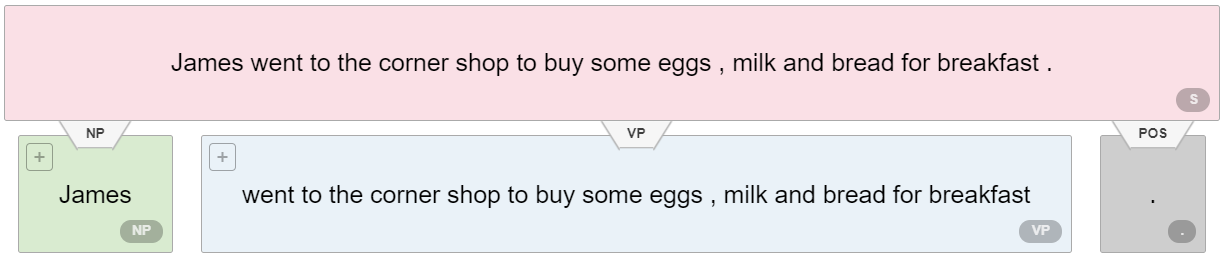 James went to the corner shop to buy some eggs , milk and bread for breakfast .
S
NP
VP
POS
+
+
James
went to the corner shop to buy some eggs , milk and bread for breakfast
.
NP
VP
.